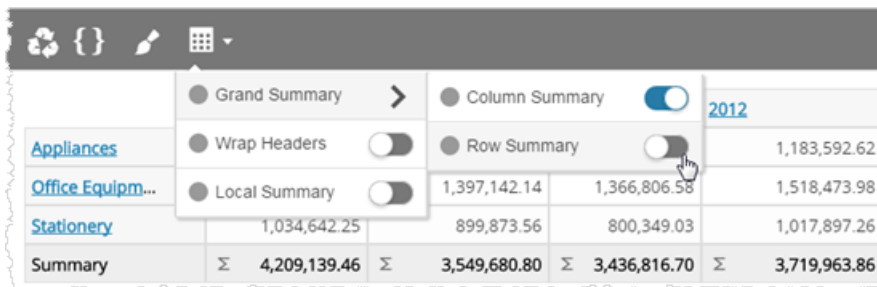 {}
Grand Summary Column Summary 2012
Appliances Wrap Headers Row Summary 1,183,592.62
Office Equipm... Local Summary 1,397,142.14 1,366,806.58 1,518,473.98
Stationery 1,034,642.25 899,873.56 800,349.03 1,017,897.26
Summary Σ 4,209,139.46 Σ 3,549,680.80 Σ 3,436,816.70 Σ 3,719,963.86